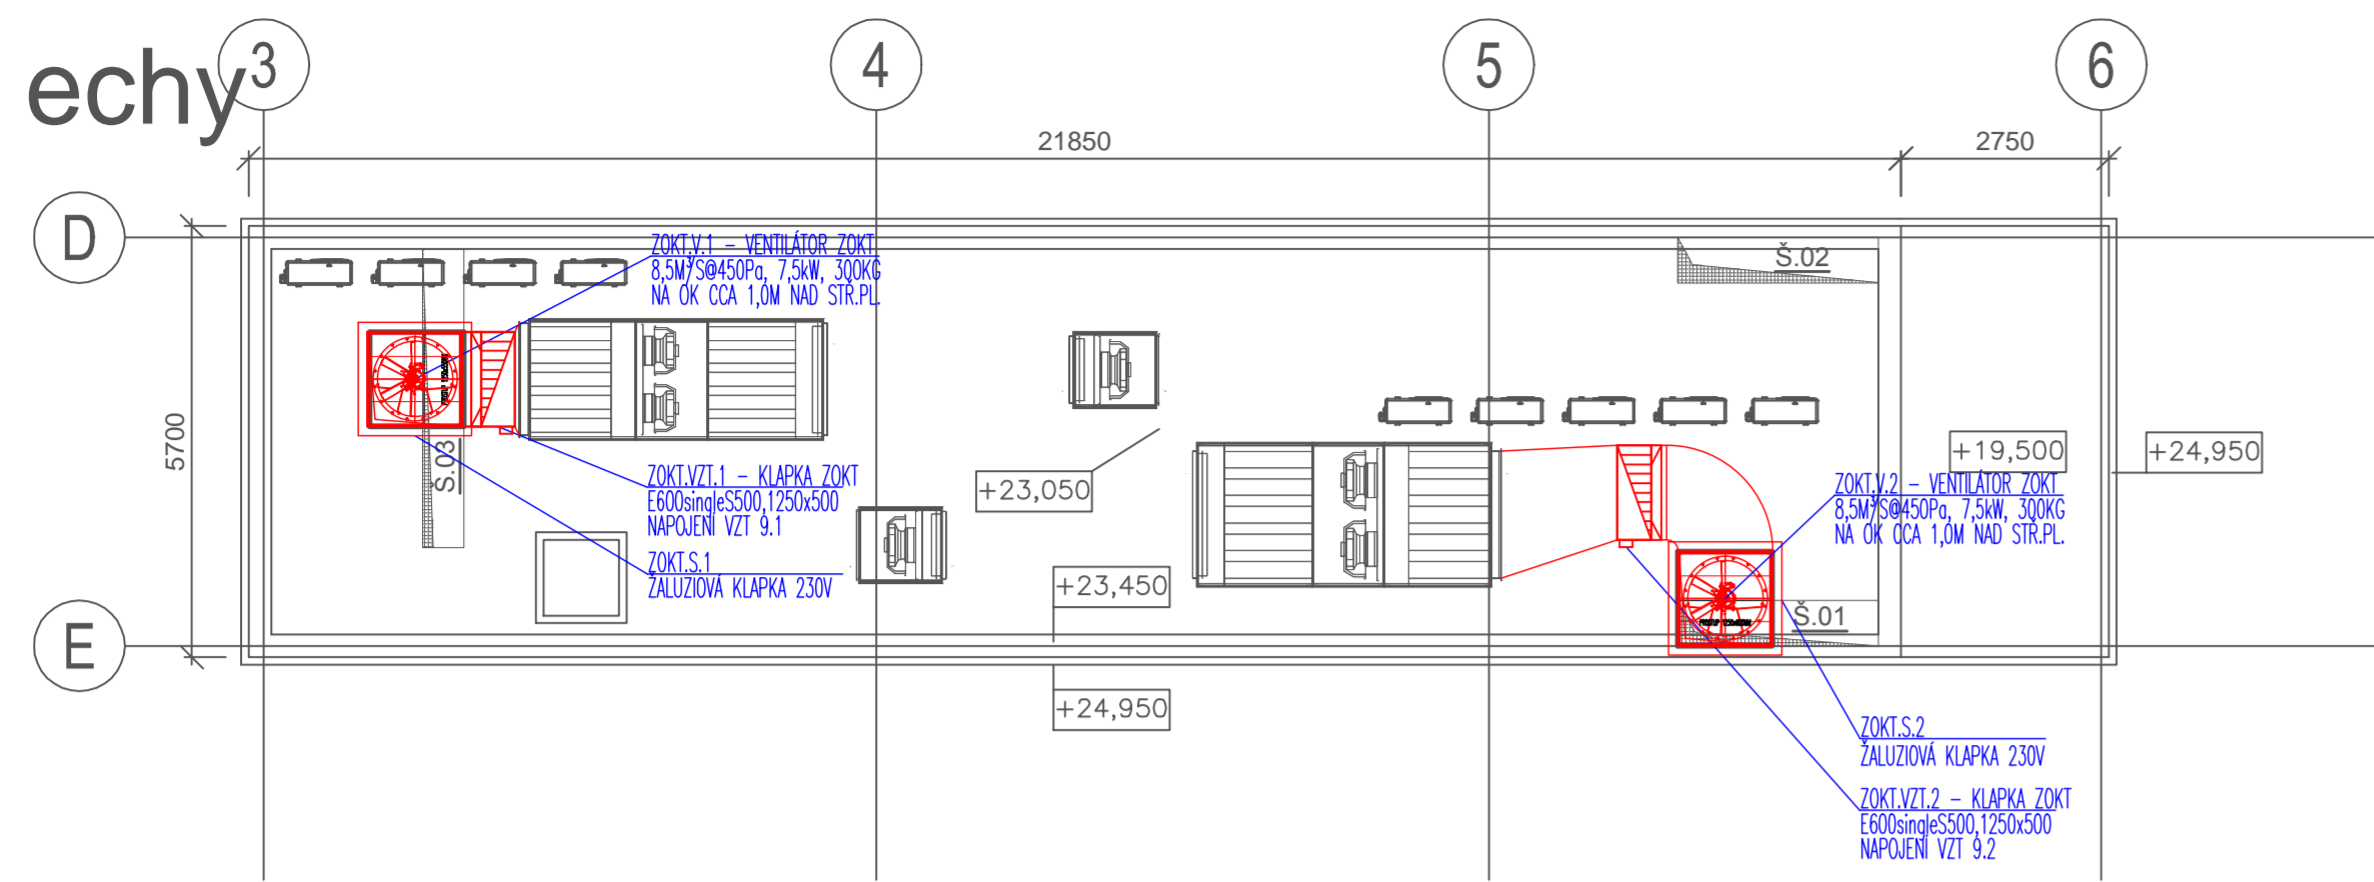 echy
3
4
5
6
21850
2750
D
E
5700
ZOKT.V.1 – VENTILÁTOR ZOKT
8,5M³/S@450Pa, 7,5kW, 300KG
NA OK CCA 1,0M NAD STŘ.PL.
Š.02
Š.03
+23,050
+19,500
+24,950
ZOKT.VZT.1 – KLAPKA ZOKT
E600singleS500,1250x500
NAPOJENÍ VZT 9.1
ZOKT.V.2 – VENTILÁTOR ZOKT
8,5M³/S@450Pa, 7,5kW, 300KG
NA OK CCA 1,0M NAD STŘ.PL.
ZOKT.S.1
ŽALUZIOVÁ KLAPKA 230V
+23,450
Š.01
+24,950
ZOKT.S.2
ŽALUZIOVÁ KLAPKA 230V
ZOKT.VZT.2 – KLAPKA ZOKT
E600singleS500,1250x500
NAPOJENÍ VZT 9.2